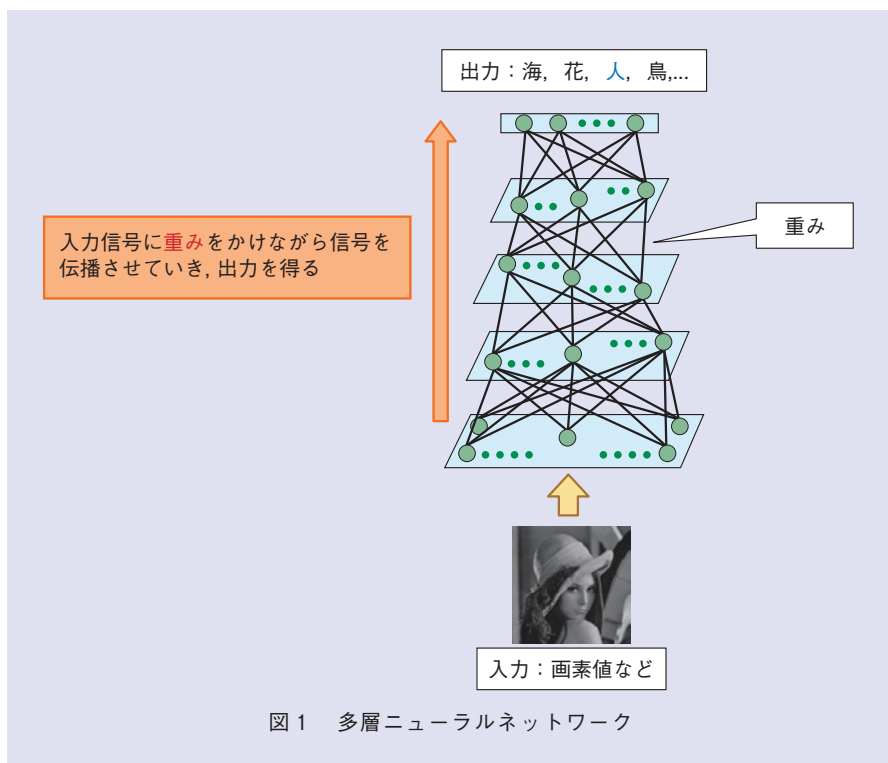 出力：海，花，人，鳥,...
入力信号に重みをかけながら信号を
伝播させていき, 出力を得る
重み
入力：画素値など
図1　多層ニューラルネットワーク